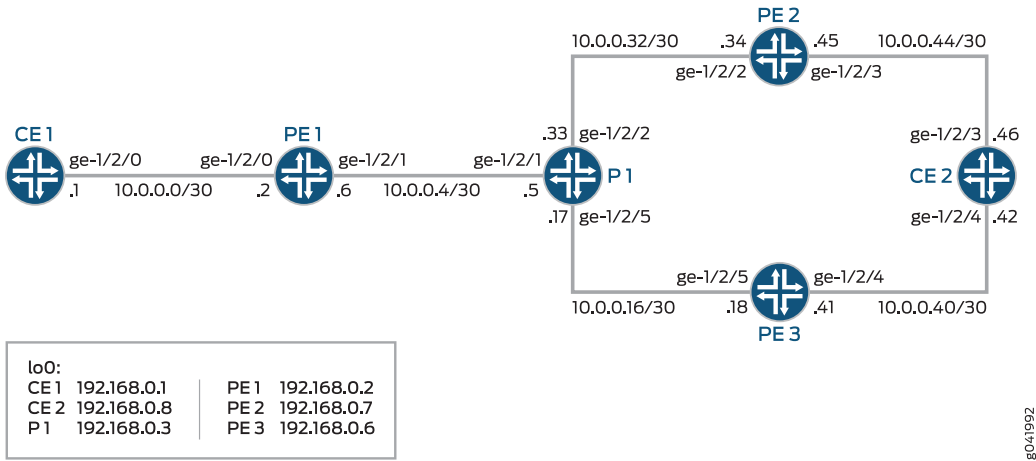 PE 2
10.0.0.32/30 .34 .45 10.0.0.44/30
ge-1/2/2 ge-1/2/3
CE 1 PE 1 .33 ge-1/2/2 ge-1/2/3 .46
ge-1/2/0 ge-1/2/0 ge-1/2/1 ge-1/2/1 P 1 CE 2
.1 10.0.0.0/30 .2 .6 10.0.0.4/30 .5 .17 ge-1/2/5 ge-1/2/4 .42
ge-1/2/5 ge-1/2/4
10.0.0.16/30 .18 .41 10.0.0.40/30
PE 3
lo0:
CE 1 192.168.0.1 PE 1 192.168.0.2
CE 2 192.168.0.8 PE 2 192.168.0.7
P 1 192.168.0.3 PE 3 192.168.0.6
g041992